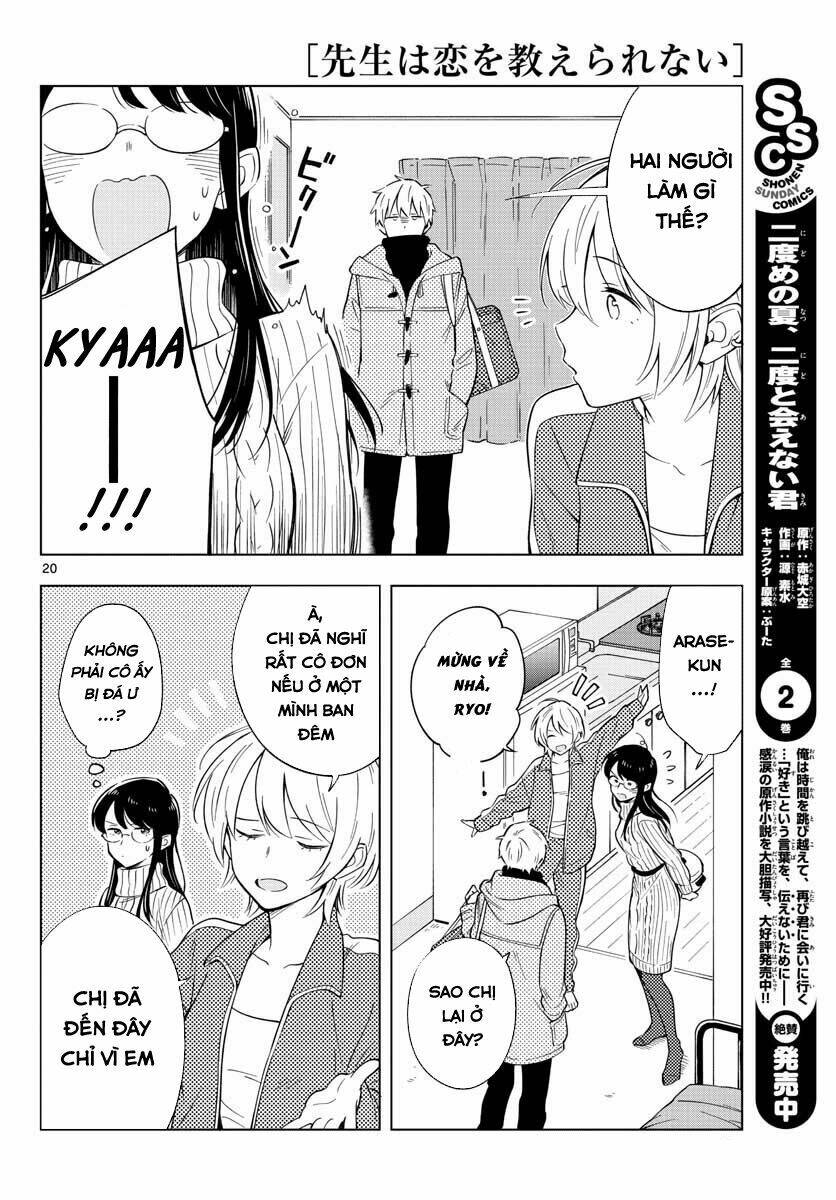 [先生は恋を教えられない]
HAI NGƯỜI
LÀM GÌ
THẾ?
ビクーン
KYAAA
!!!
20
ARASE-
KUN
...!
MỪNG VỀ
NHÀ,
RYO!
SAO CHỊ
LẠI Ở
ĐÂY?
À,
CHỊ ĐÃ NGHĨ
RẤT CÔ ĐƠN
NẾU Ở MỘT
MÌNH BAN
ĐÊM
KHÔNG
PHẢI CÔ ẤY
BỊ ĐÁ Ư
...?
CHỊ ĐÃ
ĐẾN ĐÂY
CHỈ VÌ EM
SSC
SHONEN
SUNDAY
COMICS
二度めの夏、二度と会えない君
原作：赤城大空
作画：源素水
キャラクター原案：ぶーた
全2巻
俺は時間を跳び越えて、再び君に会いに行く
…「好き」という言葉を、伝えないために――
感涙の原作小説を大胆描写、大好評発売中!!
絶賛
発売中